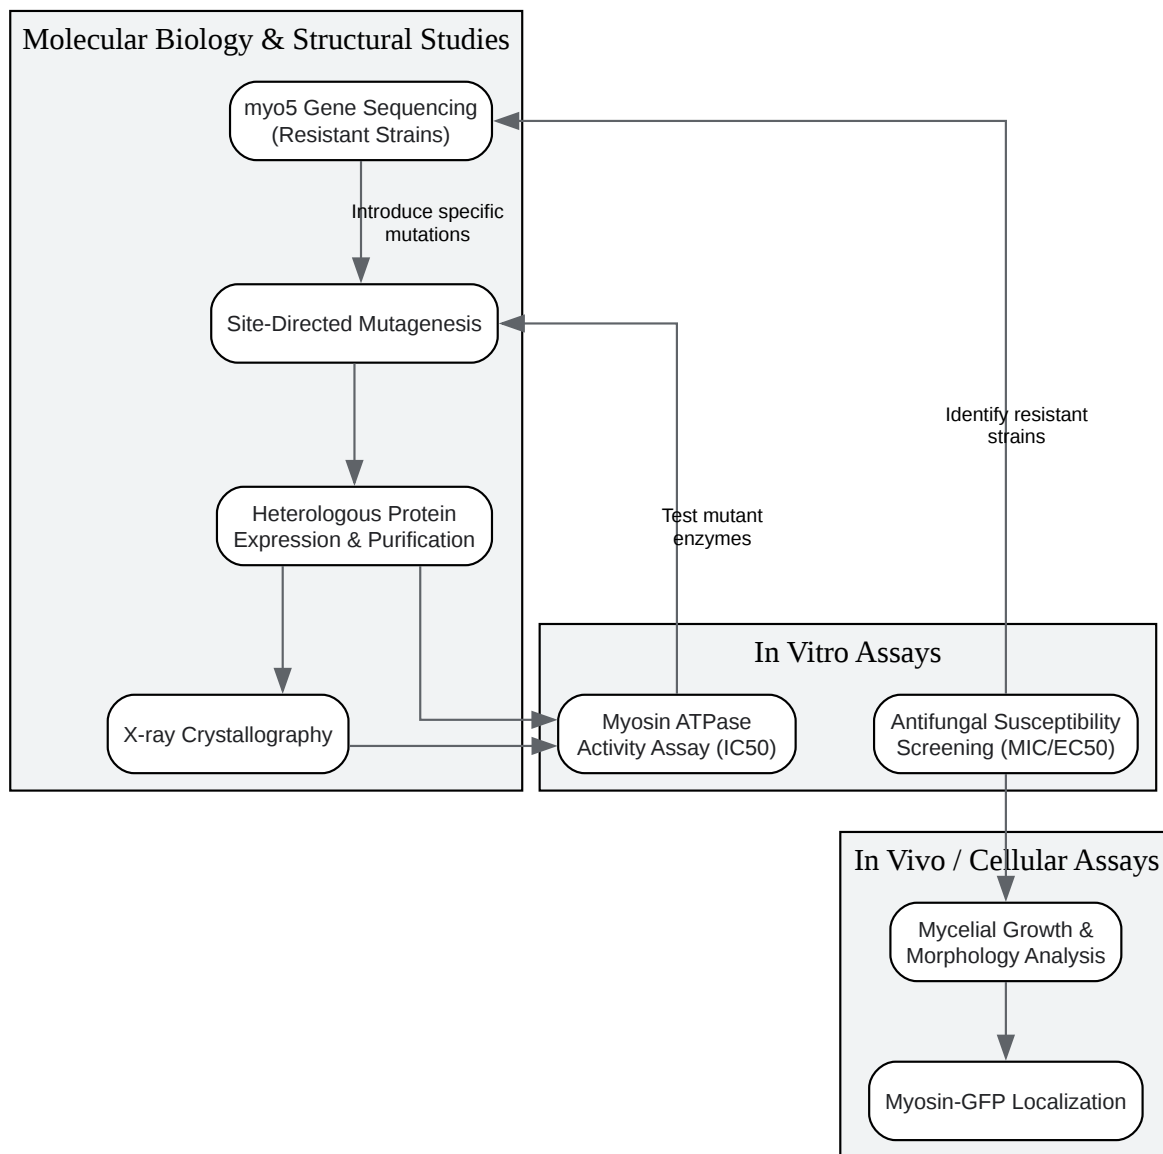 Molecular Biology & Structural Studies
myo5 Gene Sequencing
(Resistant Strains)
Introduce specific
mutations
Site-Directed Mutagenesis
Identify resistant
strains
Heterologous Protein
Expression & Purification
Test mutant
enzymes
In Vitro Assays
X-ray Crystallography
Myosin ATPase
Activity Assay (IC50)
Antifungal Susceptibility
Screening (MIC/EC50)
In Vivo / Cellular Assays
Mycelial Growth &
Morphology Analysis
Myosin-GFP Localization